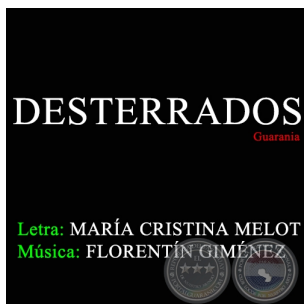 DESTERRADOS
Guarania
Letra: MARÍA CRISTINA MELOT
Música: FLORENTÍN GIMÉNEZ